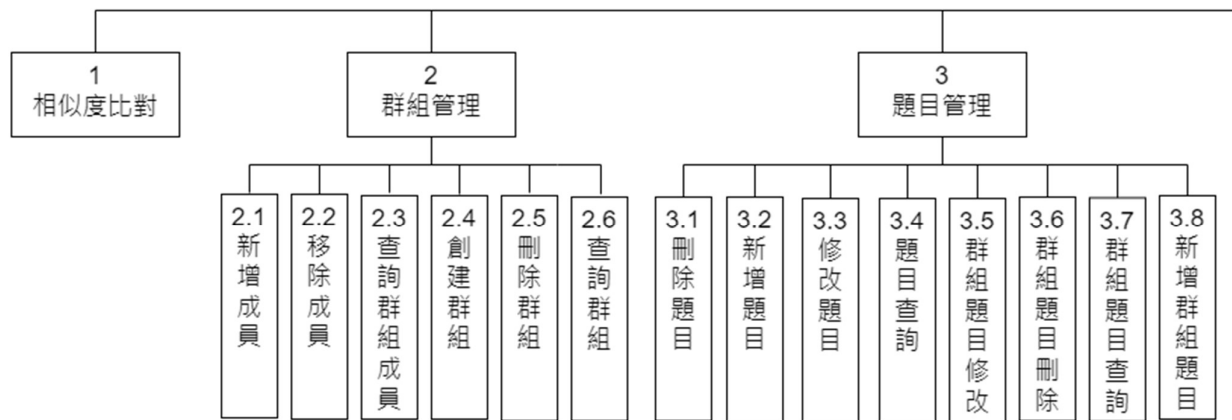 1
相似度比對
2
群組管理
3
題目管理
2.1
新增成員
2.2
移除成員
2.3
查詢群組成員
2.4
創建群組
2.5
刪除群組
2.6
查詢群組
3.1
刪除題目
3.2
新增題目
3.3
修改題目
3.4
題目查詢
3.5
群組題目修改
3.6
群組題目刪除
3.7
群組題目查詢
3.8
新增群組題目